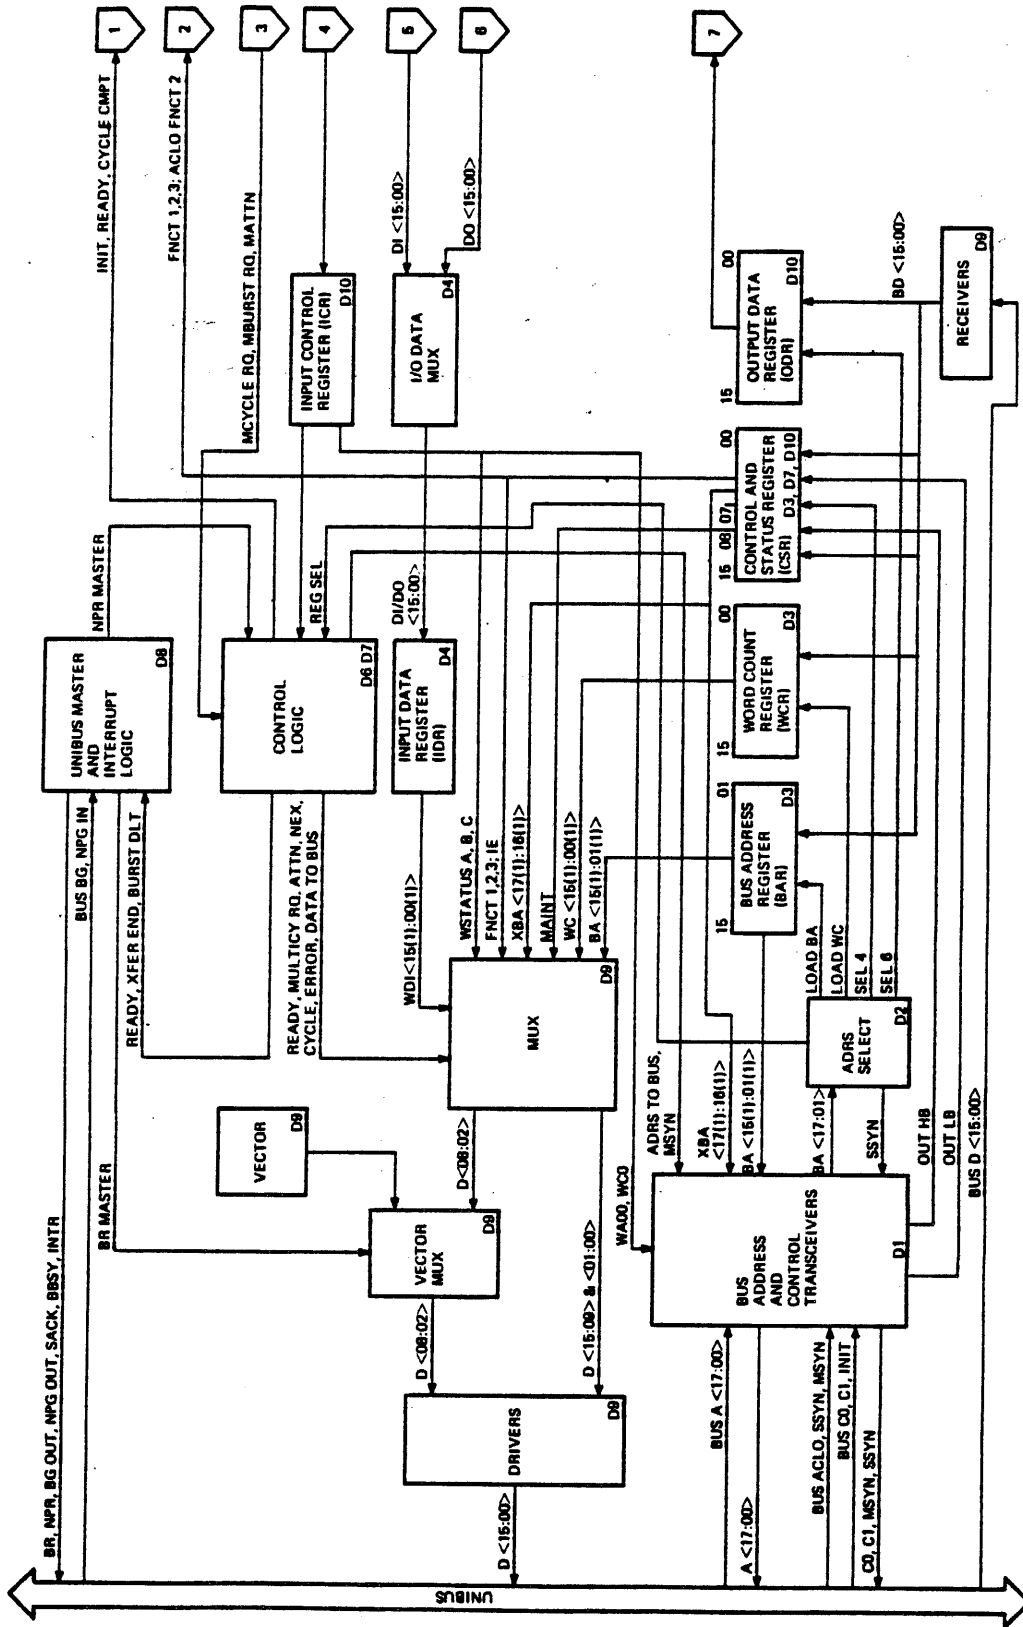 BR, NPR, BG OUT, NPG OUT, SACK, BBSY, INTR
BUS BG, NPG IN
UNIBUS MASTER
AND
INTERRUPT
LOGIC
D8
NPR MASTER
INIT, READY, CYCLE CMPT
1
FNCT 1,2,3; ACLO FNCT 2
2
MCYCLE RQ, MBURST RQ, MATTN
3
4
5
6
BR MASTER
READY, XFER END, BURST DLT
CONTROL
LOGIC
D6 D7
REG SEL
INPUT CONTROL
REGISTER (ICR)
D10
READY, MULTICY RQ, ATTN, NEX,
CYCLE, ERROR, DATA TO BUS
VECTOR
D9
INPUT DATA
REGISTER
(IDR)
D4
DI/DO
<15:00>
I/O DATA
MUX
D4
DI <15:00>
DO <15:00>
WDI<15(1):00(1)>
VECTOR
MUX
D9
D<08:02>
D <08:02>
DRIVERS
D9
D <15:00>
D <15:09> & <01:00>
MUX
D9
WSTATUS A, B, C
FNCT 1,2,3; IE
XBA <17(1):16(1)>
MAINT
WC <15(1):00(1)>
BA <15(1):01(1)>
WA00, WC0
ADRS TO BUS,
MSYN
XBA
<17(1):16(1)>
BA <15(1):01(1)>
BA <17:01>
SSYN
UNIBUS
BUS A <17:00>
A <17:00>
BUS ACLO, SSYN, MSYN
BUS C0, C1, INIT
C0, C1, MSYN, SSYN
BUS
ADDRESS
AND
CONTROL
TRANSCEIVERS
D1
ADRS
SELECT
D2
LOAD BA
LOAD WC
SEL 4
SEL 6
OUT HB
OUT LB
BUS D <15:00>
15
01
BUS ADDRESS
REGISTER
(BAR)
D3
15
00
WORD COUNT
REGISTER
(WCR)
D3
15
08
07
00
CONTROL AND
STATUS REGISTER
(CSR)
D3, D7, D10
15
00
OUTPUT DATA
REGISTER
(ODR)
D10
7
BD <15:00>
RECEIVERS
D9